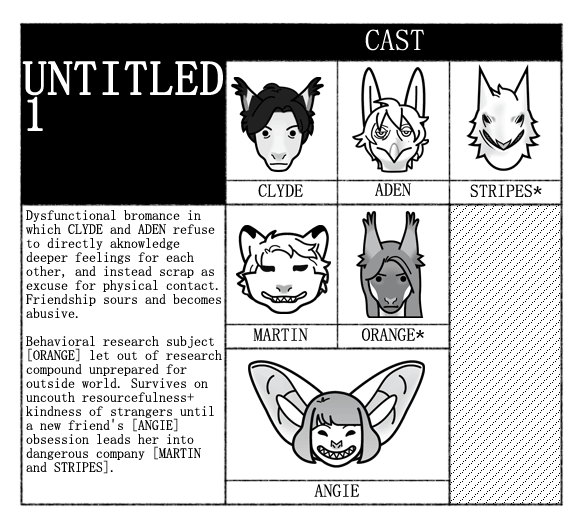 CAST
UNTITLED
1
CLYDE
ADEN
STRIPES*
Dysfunctional bromance in
which CLYDE and ADEN refuse
to directly aknowledge
deeper feelings for each
other, and instead scrap as
excuse for physical contact.
Friendship sours and becomes
abusive.
MARTIN
ORANGE*
Behavioral research subject
[ORANGE] let out of research
compound unprepared for
outside world. Survives on
uncouth resourcefulness+
kindness of strangers until
a new friend's [ANGIE]
obsession leads her into
dangerous company [MARTIN
and STRIPES].
ANGIE